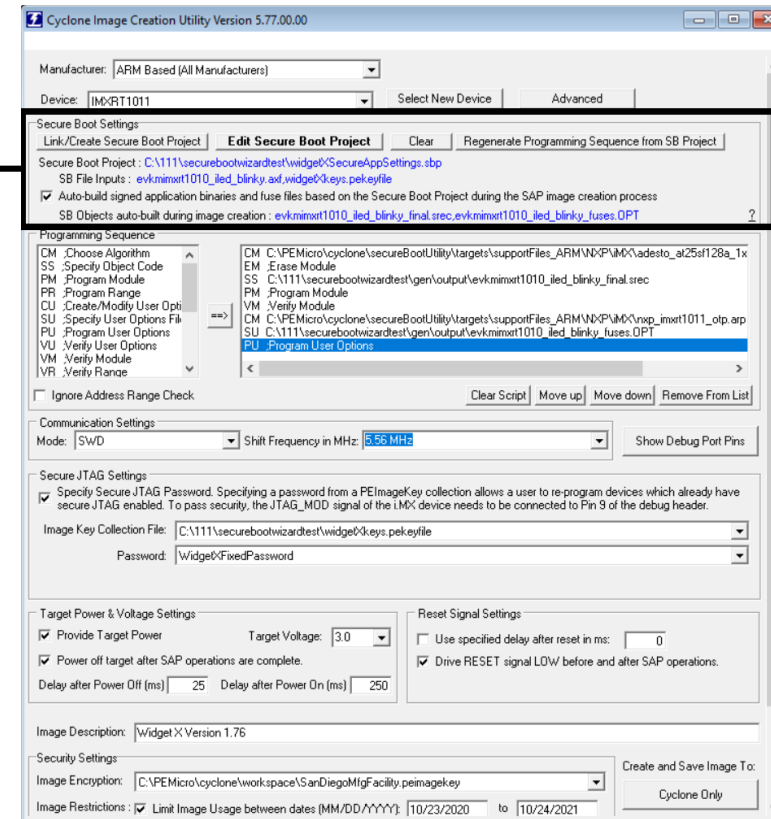 Cyclone Image Creation Utility Version 5.77.00.00
Manufacturer: ARM Based (All Manufacturers)
Device: IMXRT1011 Select New Device Advanced
Secure Boot Settings
Link/Create Secure Boot Project Edit Secure Boot Project Clear Regenerate Programming Sequence from SB Project
Secure Boot Project : C:\111\securebootwizardtest\widgetXSecureAppSettings.sbp
SB File Inputs : evkmimxrt1010_iled_blinky.axf,widgetXkeys.pekeyfile
Auto-build signed application binaries and fuse files based on the Secure Boot Project during the SAP image creation process
SB Objects auto-built during image creation : evkmimxrt1010_iled_blinky_final.srec,evkmimxrt1010_iled_blinky_fuses.OPT ?
Programming Sequence
CM ;Choose Algorithm
SS ;Specify Object Code
PM ;Program Module
PR ;Program Range
CU ;Create/Modify User Opti
SU ;Specify User Options File
PU ;Program User Options
VU ;Verify User Options
VM ;Verify Module
VR ;Verify Range
==>
CM C:\PEMicro\cyclone\secureBootUtility\targets\supportFiles_ARM\NXP\iMX\adesto_at25sf128a_1x
EM ;Erase Module
SS C:\111\securebootwizardtest\gen\output\evkmimxrt1010_iled_blinky_final.srec
PM ;Program Module
VM ;Verify Module
CM C:\PEMicro\cyclone\secureBootUtility\targets\supportFiles_ARM\NXP\iMX\nxp_imxrt1011_otp.arp
SU C:\111\securebootwizardtest\gen\output\evkmimxrt1010_iled_blinky_fuses.OPT
PU ;Program User Options
Ignore Address Range Check Clear Script Move up Move down Remove From List
Communication Settings
Mode: SWD Shift Frequency in MHz: 5.56 MHz Show Debug Port Pins
Secure JTAG Settings
Specify Secure JTAG Password. Specifying a password from a PEImageKey collection allows a user to re-program devices which already have
secure JTAG enabled. To pass security, the JTAG_MOD signal of the i.MX device needs to be connected to Pin 9 of the debug header.
Image Key Collection File: C:\111\securebootwizardtest\widgetXkeys.pekeyfile
Password: WidgetXFixedPassword
Target Power & Voltage Settings
Provide Target Power Target Voltage: 3.0
Power off target after SAP operations are complete.
Delay after Power Off (ms) 25 Delay after Power On (ms) 250
Reset Signal Settings
Use specified delay after reset in ms: 0
Drive RESET signal LOW before and after SAP operations.
Image Description: Widget X Version 1.76
Security Settings
Image Encryption: C:\PEMicro\cyclone\workspace\SanDiegoMfgFacility.peimagekey
Image Restrictions : Limit Image Usage between dates (MM/DD/YYYY): 10/23/2020 to 10/24/2021
Create and Save Image To:
Cyclone Only